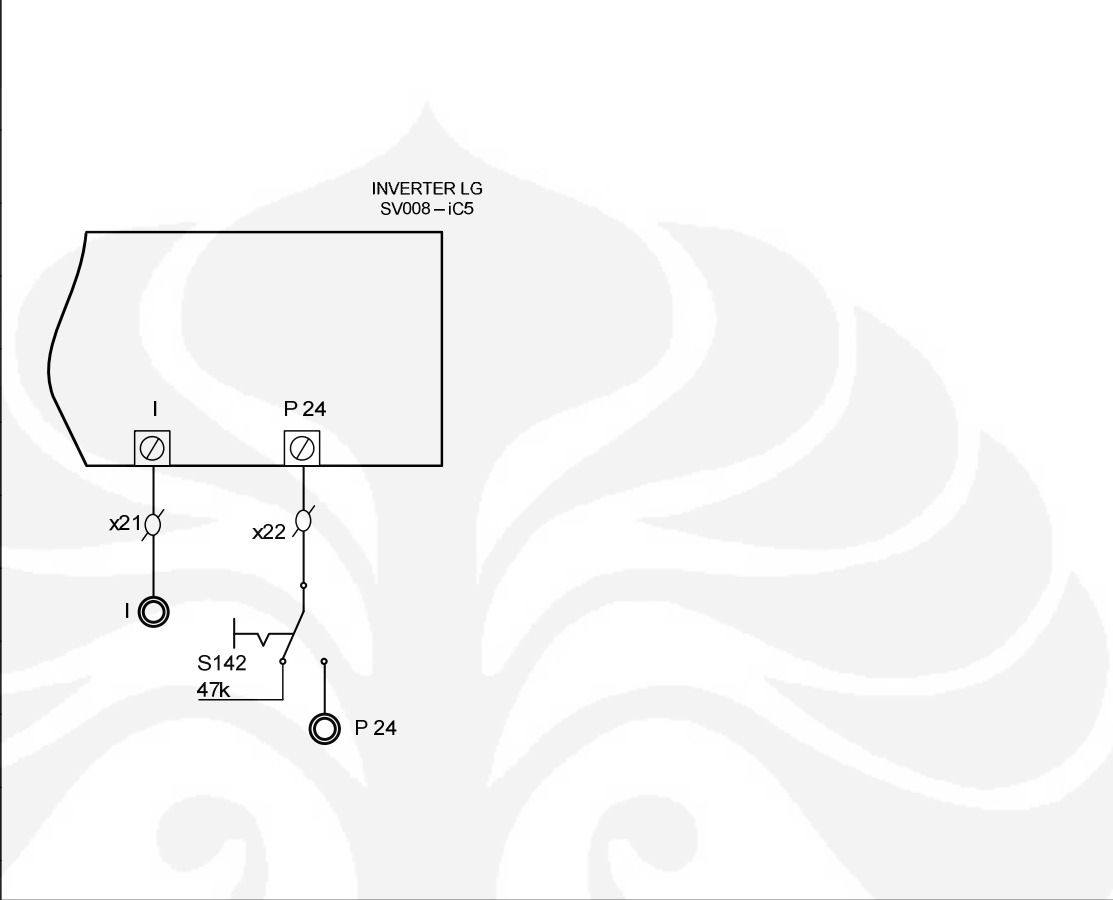 INVERTER LG
SV008 – iC5
I
P 24
x21
x22
I
S142
47k
P 24